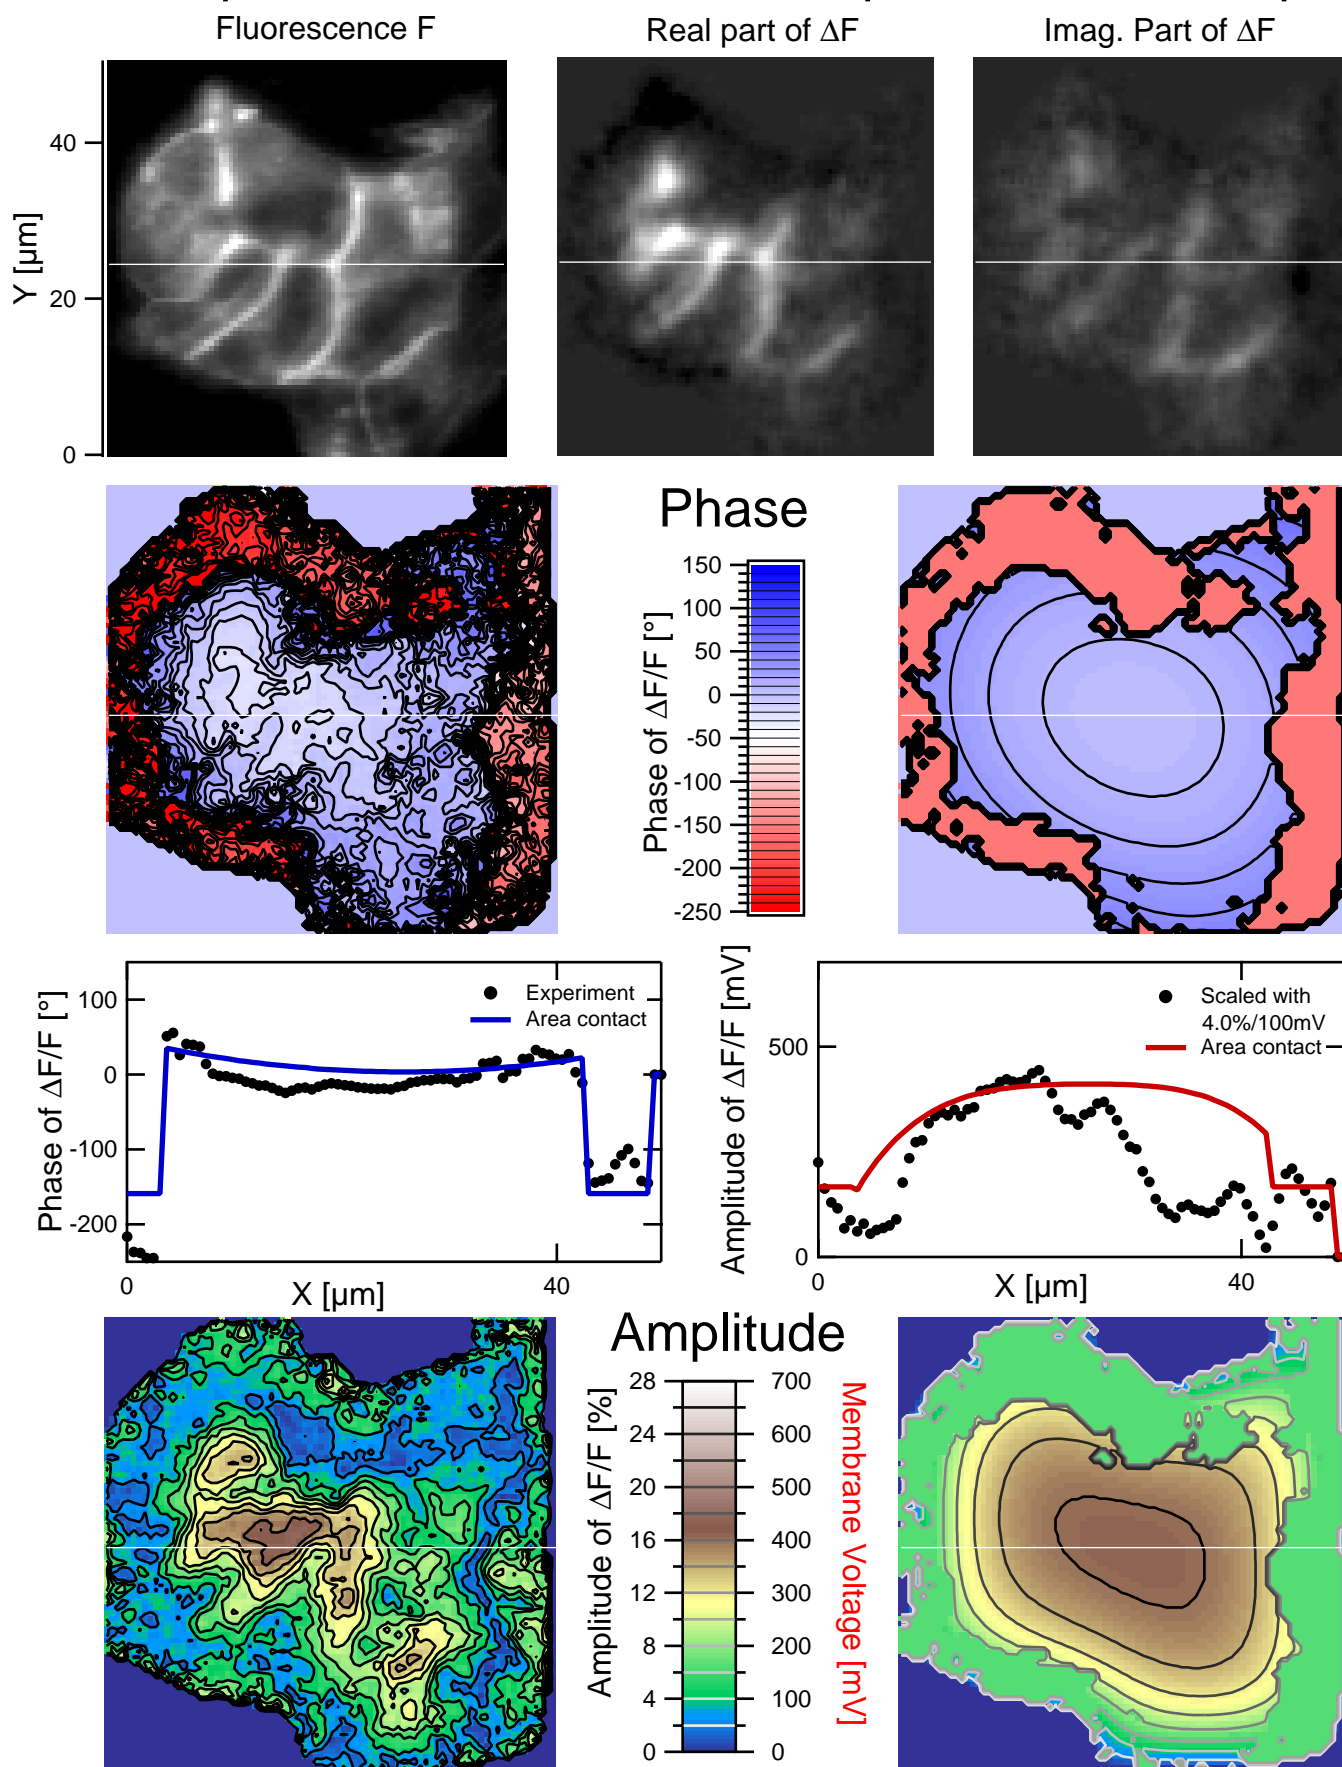 Fluorescence F
Real part of ΔF
Imag. Part of ΔF
Y [µm]
40
20
0
Phase
Phase of ΔF/F [°]
150
100
50
0
-50
-100
-150
-200
-250
Phase of ΔF/F [°]
100
0
-100
-200
Experiment
Area contact
0
40
X [µm]
Amplitude of ΔF/F [mV]
500
0
Scaled with
4.0%/100mV
Area contact
0
40
X [µm]
Amplitude
Amplitude of ΔF/F [%]
28
24
20
16
12
8
4
0
700
600
500
400
300
200
100
0
Membrane Voltage [mV]